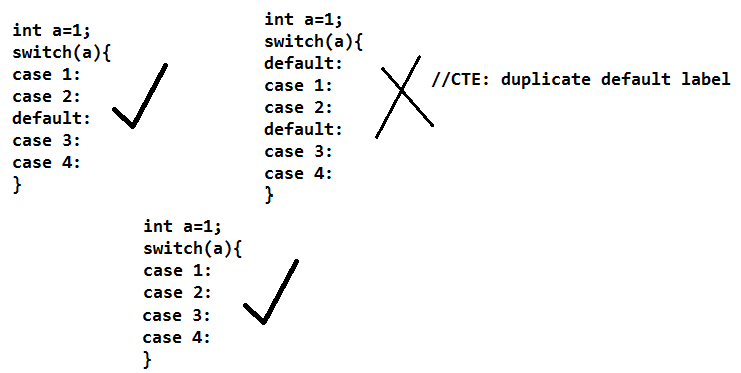 int a=1;
switch(a){
case 1:
case 2:
default:
case 3:
case 4:
}
int a=1;
switch(a){
default:
case 1:
case 2:
default:
case 3:
case 4:
}
//CTE: duplicate default label
int a=1;
switch(a){
case 1:
case 2:
case 3:
case 4:
}